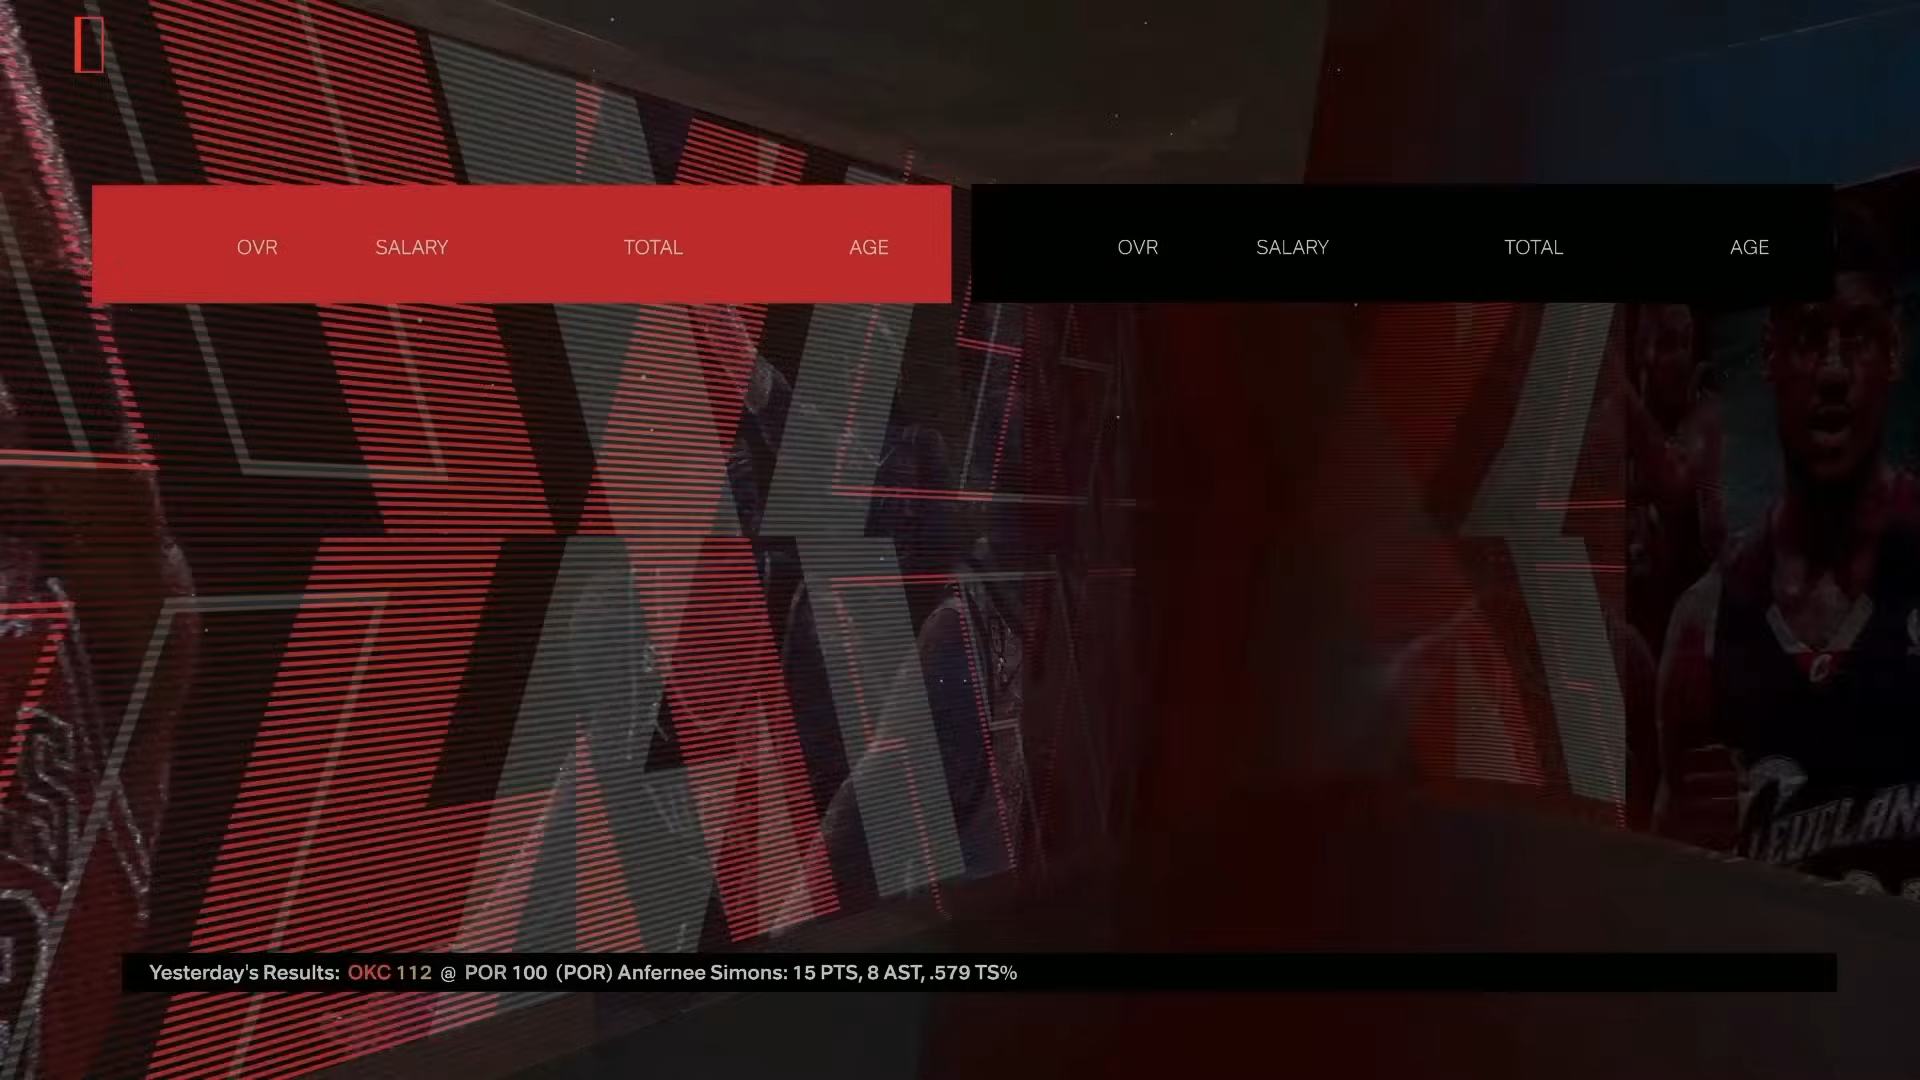 OVR SALARY TOTAL AGE
OVR SALARY TOTAL AGE
Yesterday's Results: OKC 112 @ POR 100 (POR) Anfernee Simons: 15 PTS, 8 AST, .579 TS%